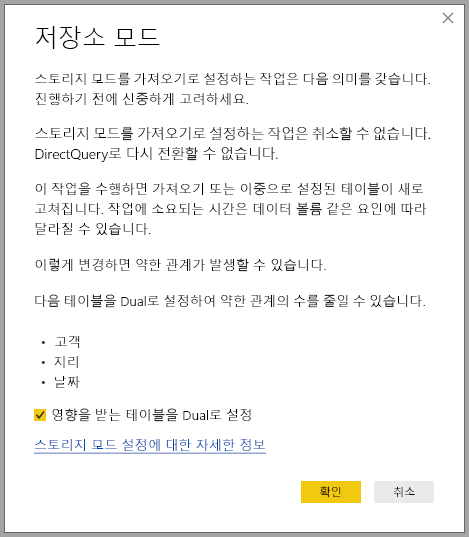 저장소 모드
스토리지 모드를 가져오기로 설정하는 작업은 다음 의미를 갖습니다.
진행하기 전에 신중하게 고려하세요.
스토리지 모드를 가져오기로 설정하는 작업은 취소할 수 없습니다.
DirectQuery로 다시 전환할 수 없습니다.
이 작업을 수행하면 가져오기 또는 이중으로 설정된 테이블이 새로
고쳐집니다. 작업에 소요되는 시간은 데이터 볼륨 같은 요인에 따라
달라질 수 있습니다.
이렇게 변경하면 약한 관계가 발생할 수 있습니다.
다음 테이블을 Dual로 설정하여 약한 관계의 수를 줄일 수 있습니다.
• 고객
• 지리
• 날짜
영향을 받는 테이블을 Dual로 설정
스토리지 모드 설정에 대한 자세한 정보
확인 취소